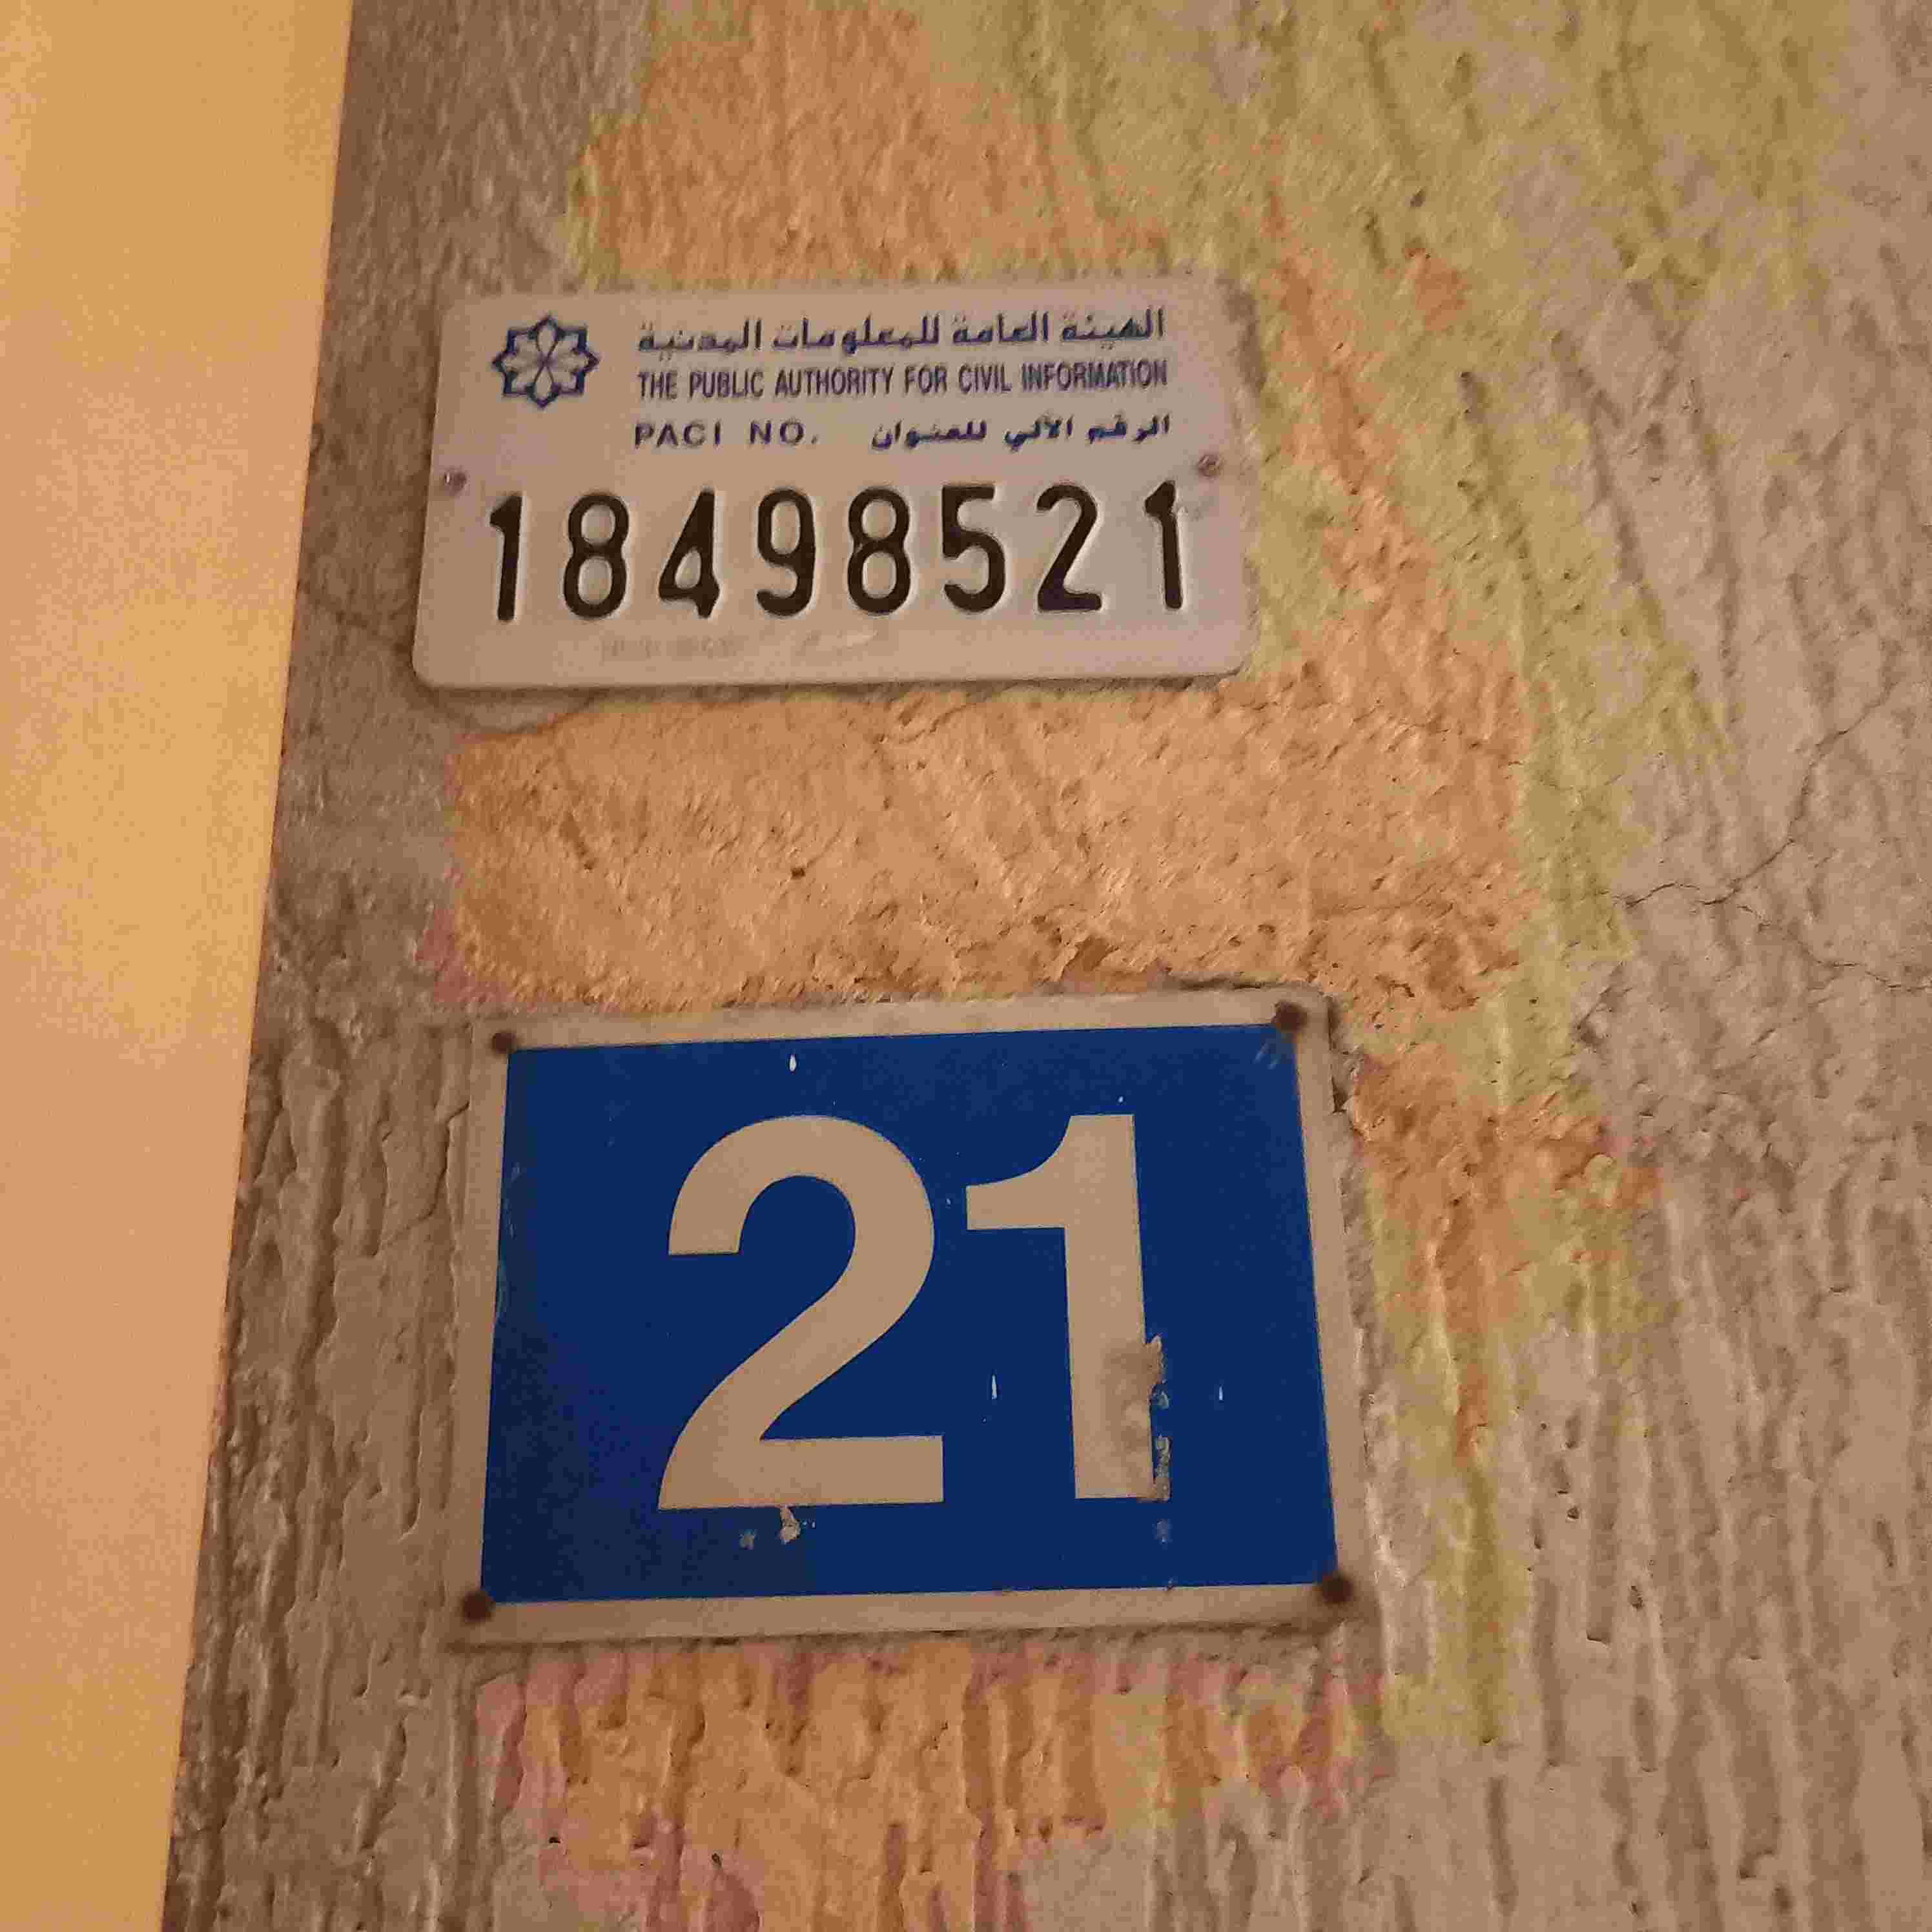 الهيئة العامة للمعلومات المدنية
THE PUBLIC AUTHORITY FOR CIVIL INFORMATION
PACI NO. الرقم الآلي للعنوان
18498521
21